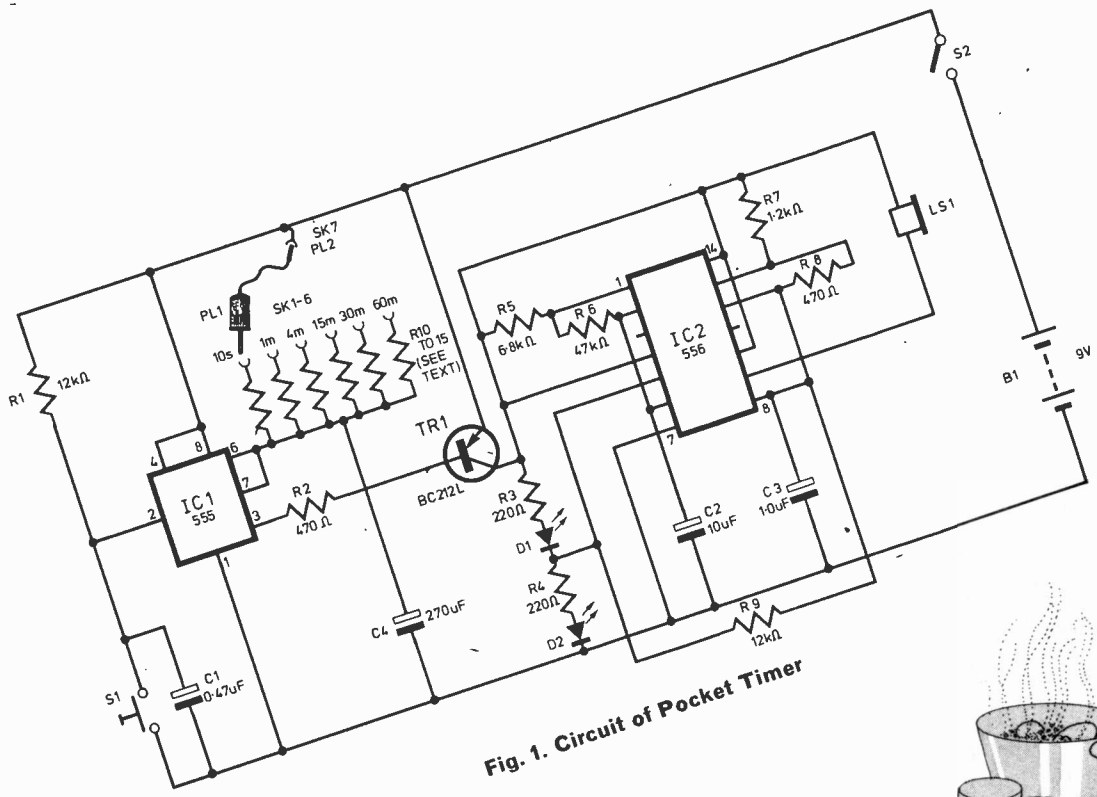 S2
SK7
PL2
R7
1·2kΩ
LS1
PL1
SK1-6
10s
1m
4m
15m
30m
60m
R10
TO 15
(SEE
TEXT)
1
14
R5
6·8kΩ
R6
47kΩ
IC2
556
R8
470Ω
R1
12kΩ
B1
9V
TR1
BC212L
7
8
4
8
6
7
2
3
1
IC1
555
R2
470Ω
R3
220Ω
D1
R4
220Ω
D2
C2
10uF
C3
1·0uF
C4
270uF
R9
12kΩ
S1
C1
0·47uF
Fig. 1. Circuit of Pocket Timer